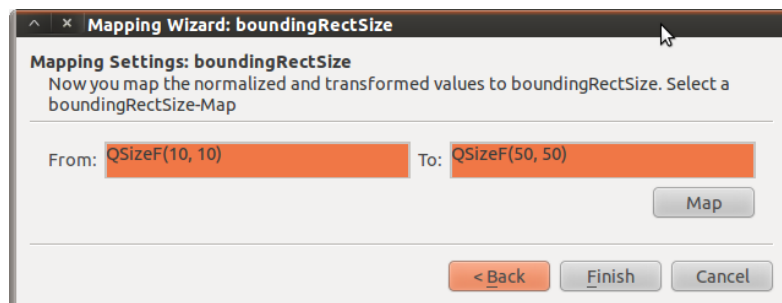 Mapping Wizard: boundingRectSize
Mapping Settings: boundingRectSize
Now you map the normalized and transformed values to boundingRectSize. Select a
boundingRectSize-Map
From: QSizeF(10, 10) To: QSizeF(50, 50)
Map
< Back Finish Cancel